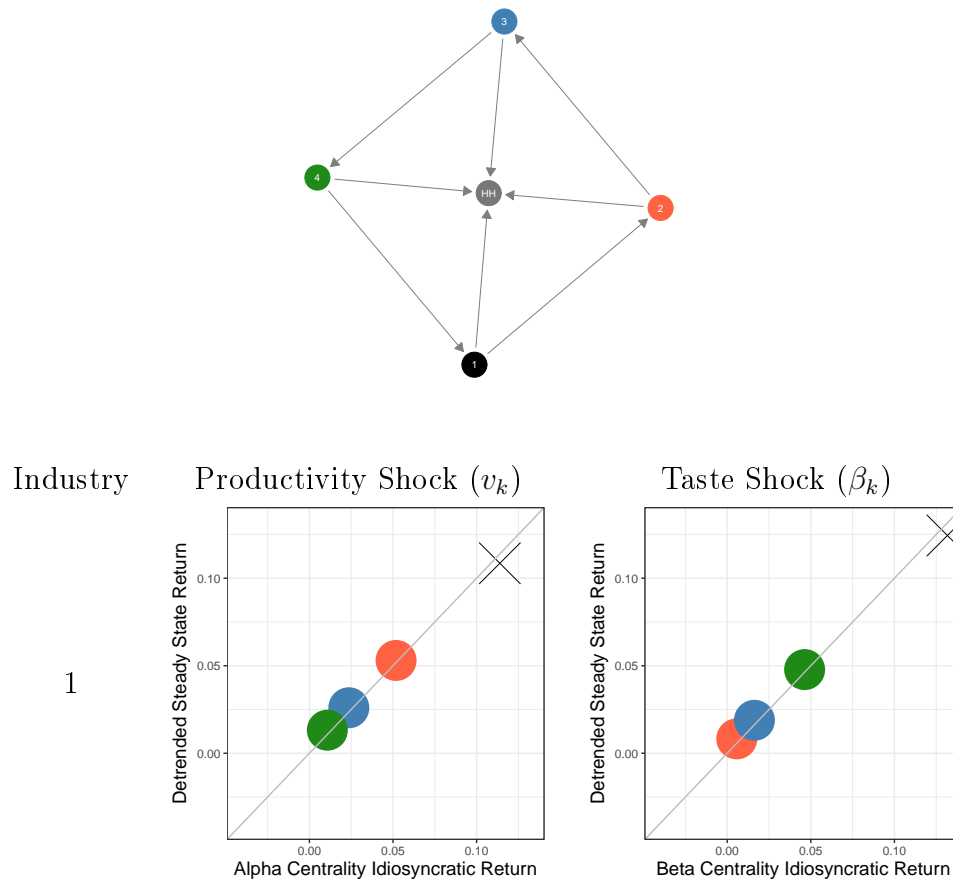 3
4
HH
2
1
Industry Productivity Shock (v_k) Taste Shock (β_k)
1
Detrended Steady State Return
0.10
0.05
0.00
0.00 0.05 0.10
Alpha Centrality Idiosyncratic Return
Detrended Steady State Return
0.10
0.05
0.00
0.00 0.05 0.10
Beta Centrality Idiosyncratic Return